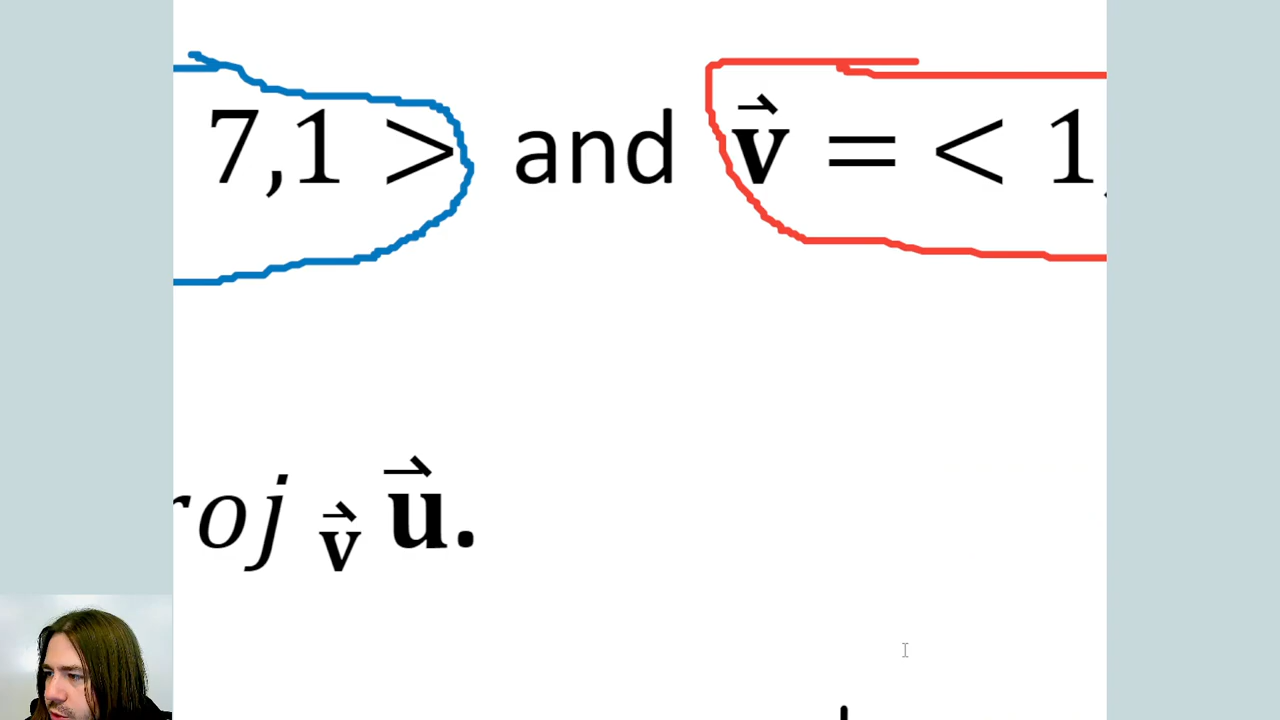 7,1 > and v⃗ = < 1,
roj v⃗ u⃗.